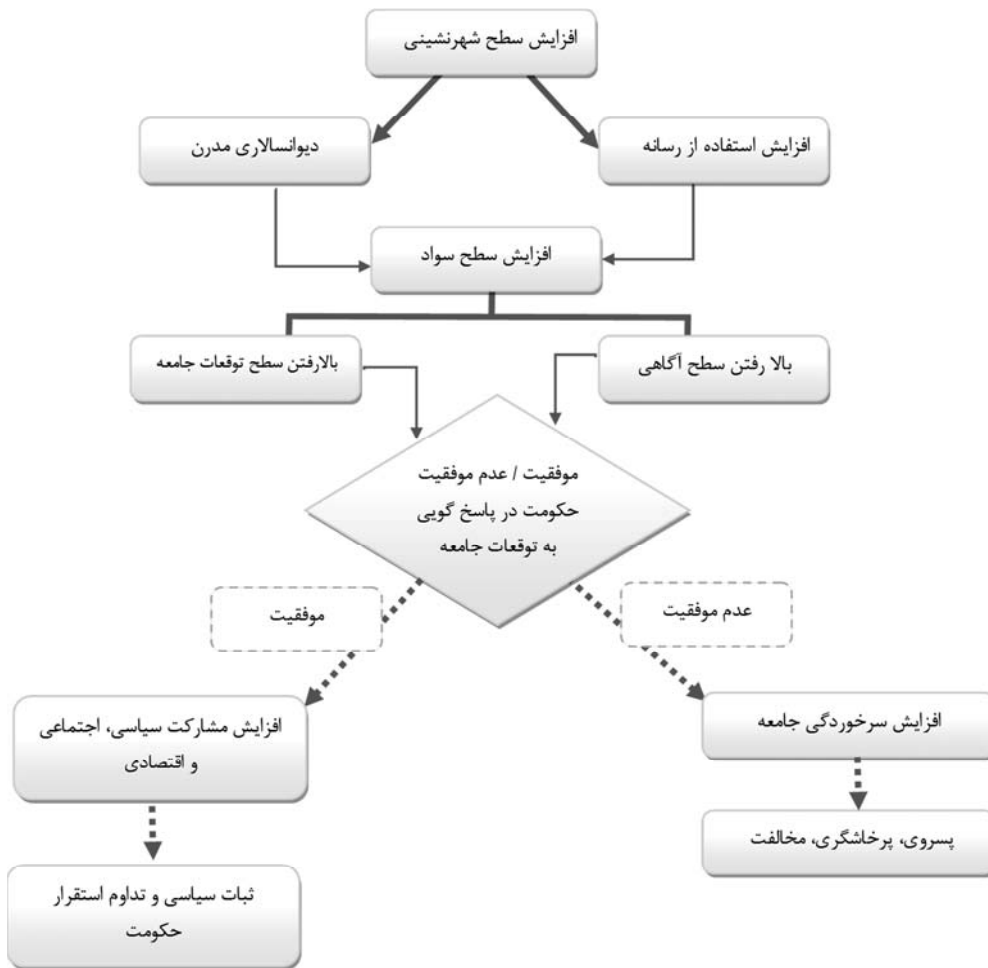 افزایش سطح شهرنشینی
افزایش استفاده از رسانه
دیوانسالاری مدرن
افزایش سطح سواد
بالا رفتن سطح آگاهی
بالارفتن سطح توقعات جامعه
موفقیت / عدم موفقیت
حکومت در پاسخ گویی
به توقعات جامعه
عدم موفقیت
موفقیت
افزایش سرخوردگی جامعه
افزایش مشارکت سیاسی، اجتماعی
و اقتصادی
پسروی، پرخاشگری، مخالفت
ثبات سیاسی و تداوم استقرار
حکومت